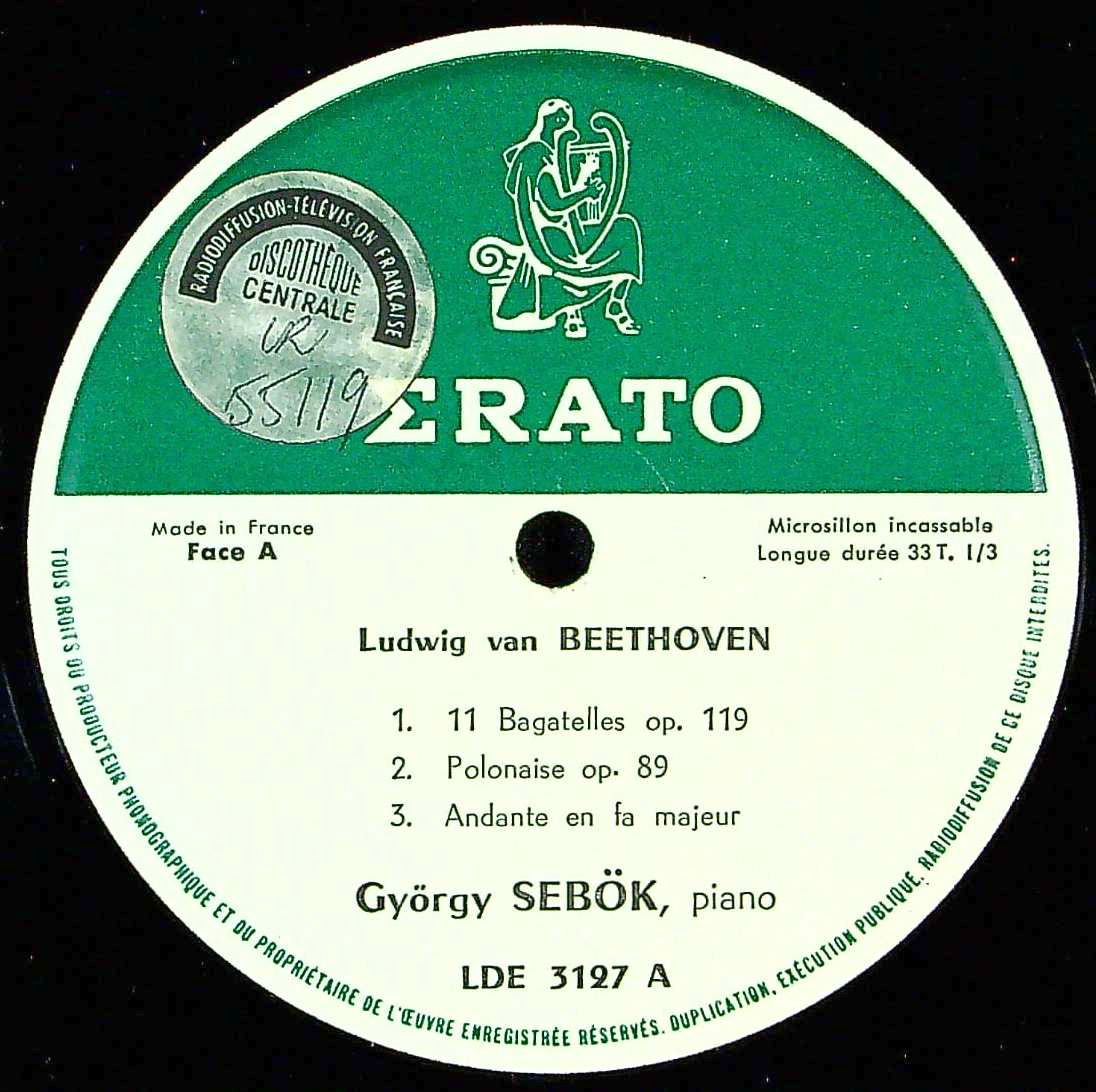 RADIODIFFUSION-TÉLÉVISION FRANÇAISE
DISCOTHÈQUE
CENTRALE
UR
55119
ΣRATO
Made in France
Face A
Microsillon incassable
Longue durée 33 T. 1/3
Ludwig van BEETHOVEN
1. 11 Bagatelles op. 119
2. Polonaise op. 89
3. Andante en fa majeur
György SEBÖK, piano
LDE 3127 A
TOUS DROITS DU PRODUCTEUR PHONOGRAPHIQUE ET DU PROPRIÉTAIRE DE L'ŒUVRE ENREGISTRÉE RÉSERVÉS. DUPLICATION, EXÉCUTION PUBLIQUE, RADIODIFFUSION DE CE DISQUE INTERDITES.